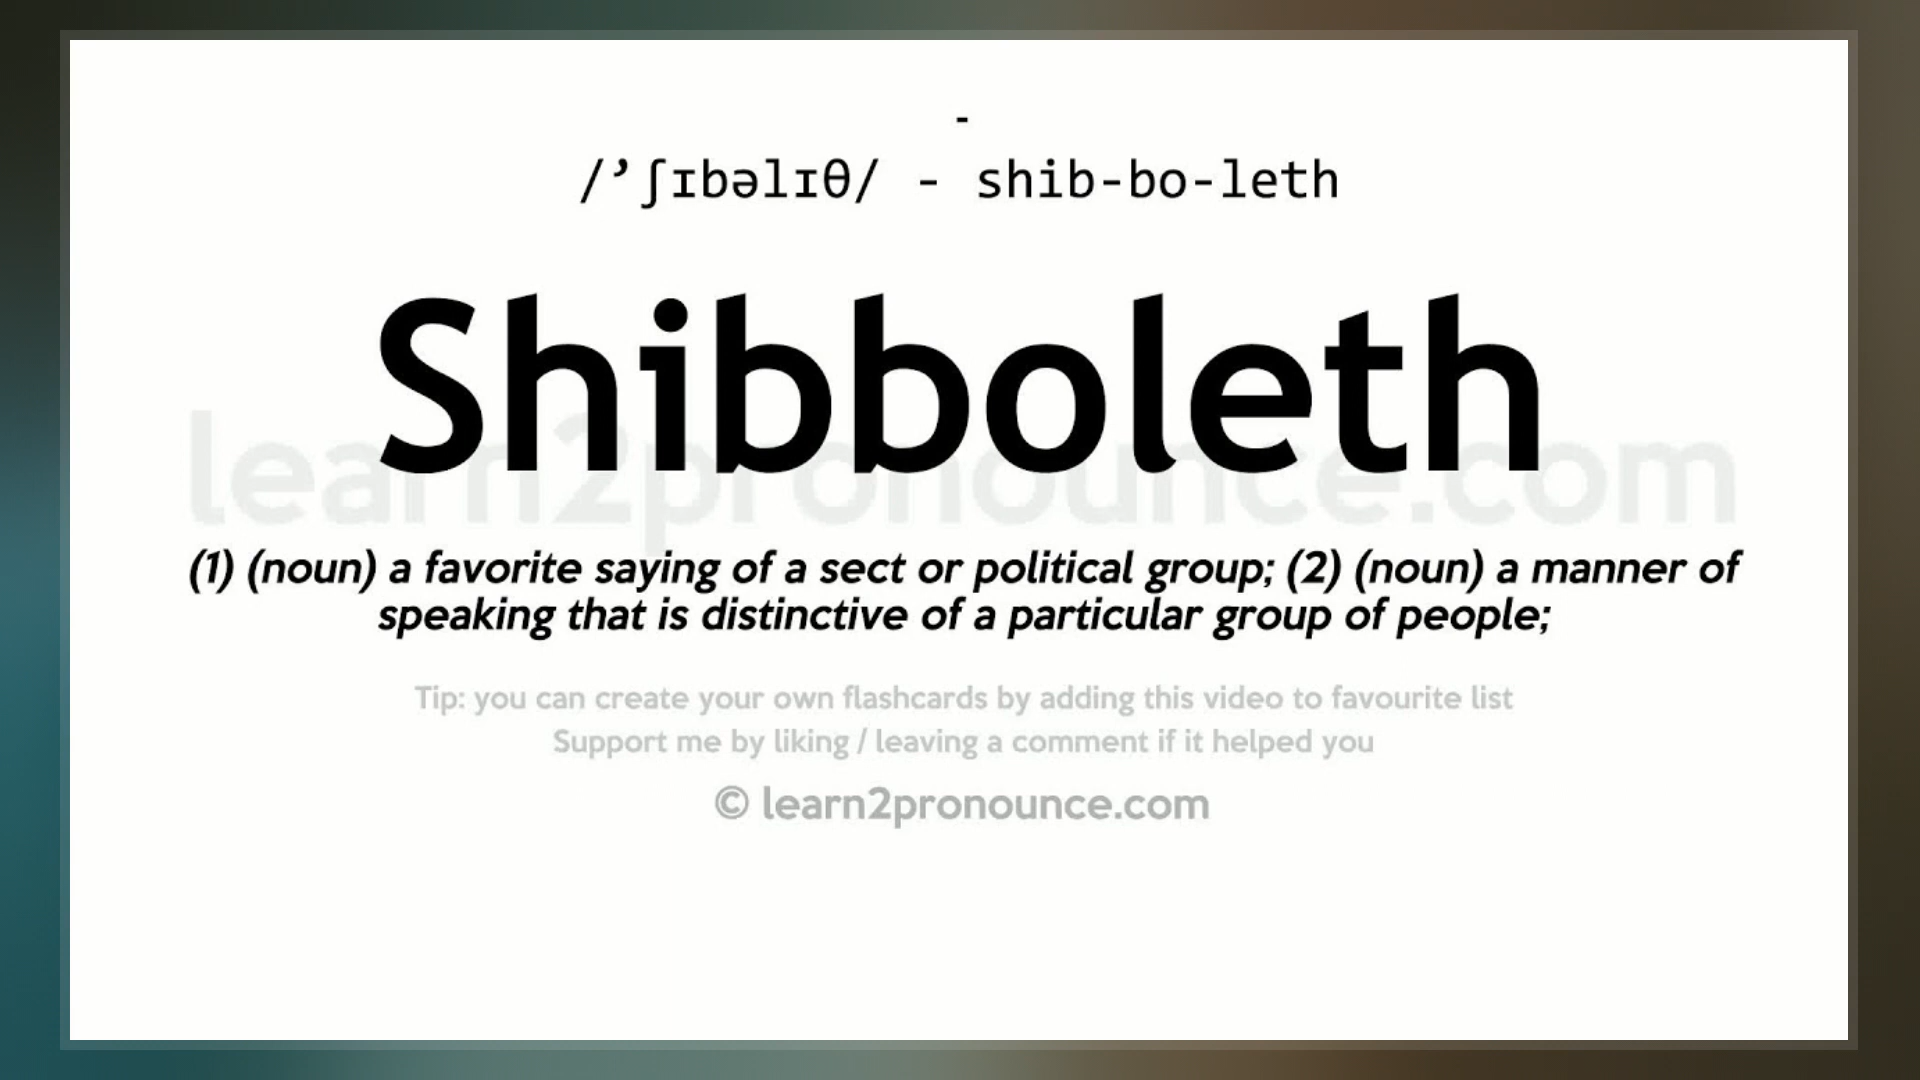 -
/’ʃɪbəlɪθ/ - shib-bo-leth
Shibboleth
learn2pronounce.com
(1) (noun) a favorite saying of a sect or political group; (2) (noun) a manner of
speaking that is distinctive of a particular group of people;
Tip: you can create your own flashcards by adding this video to favourite list
Support me by liking / leaving a comment if it helped you
© learn2pronounce.com